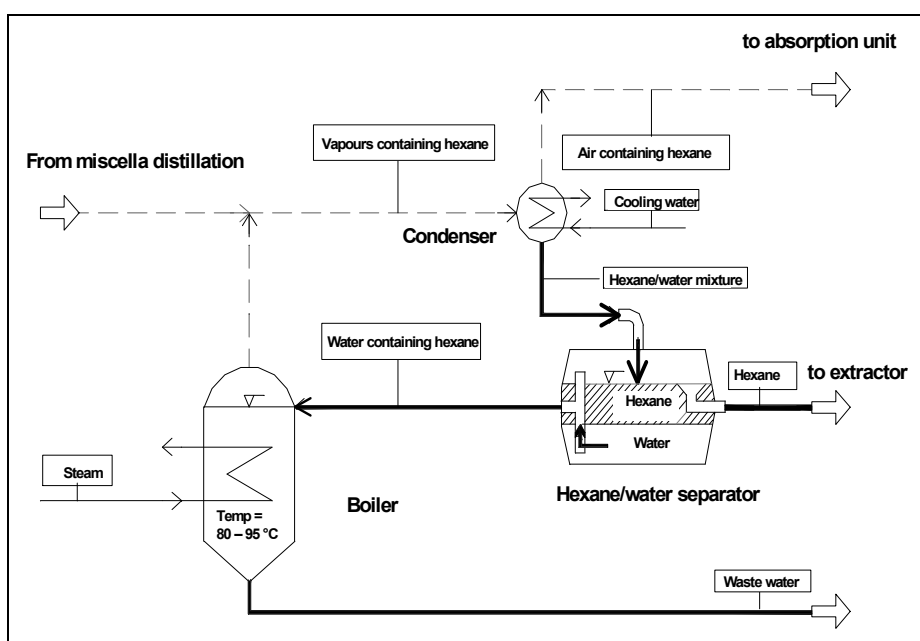 to absorption unit
Vapours containing hexane
Air containing hexane
From miscella distillation
Cooling water
Condenser
Hexane/water mixture
Water containing hexane
Hexane
to extractor
Hexane
Water
Steam
Boiler
Hexane/water separator
Temp =
80 – 95 °C
Waste water